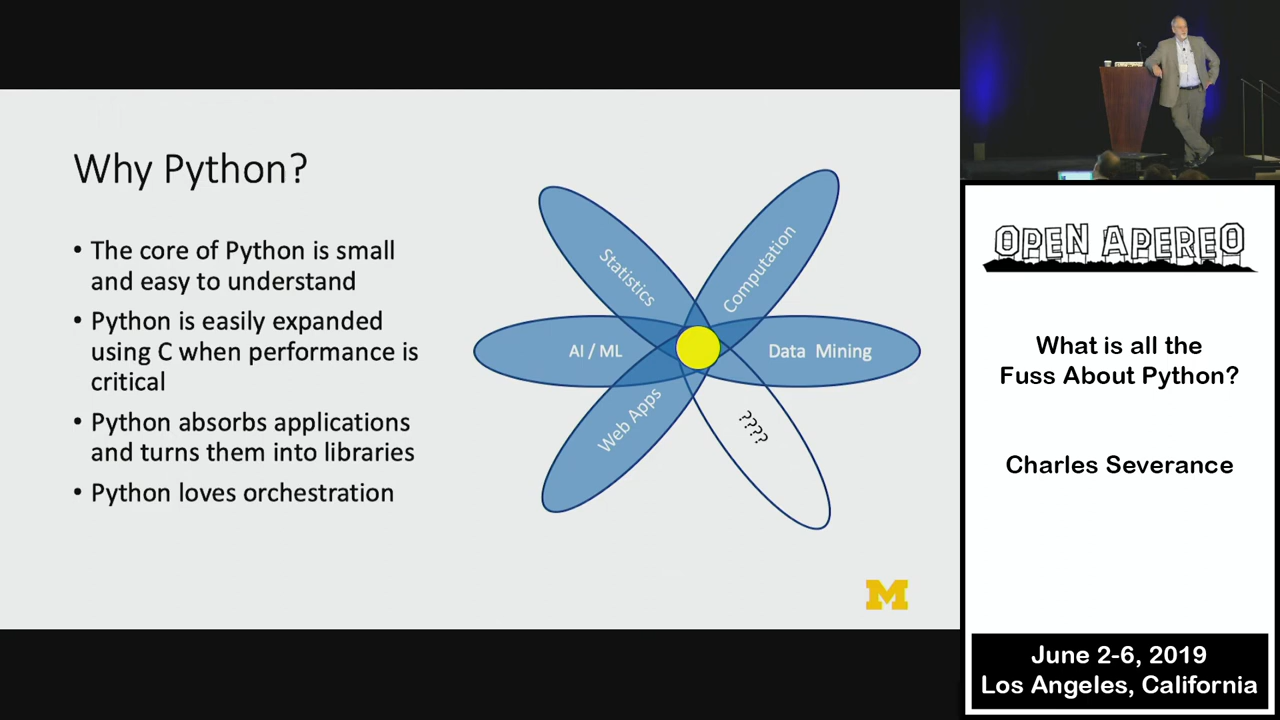 Why Python?
• The core of Python is small
and easy to understand
• Python is easily expanded
using C when performance is
critical
• Python absorbs applications
and turns them into libraries
• Python loves orchestration
Statistics
Computation
AI / ML
Data Mining
Web Apps
????
M
OPEN APEREO
What is all the
Fuss About Python?
Charles Severance
June 2-6, 2019
Los Angeles, California